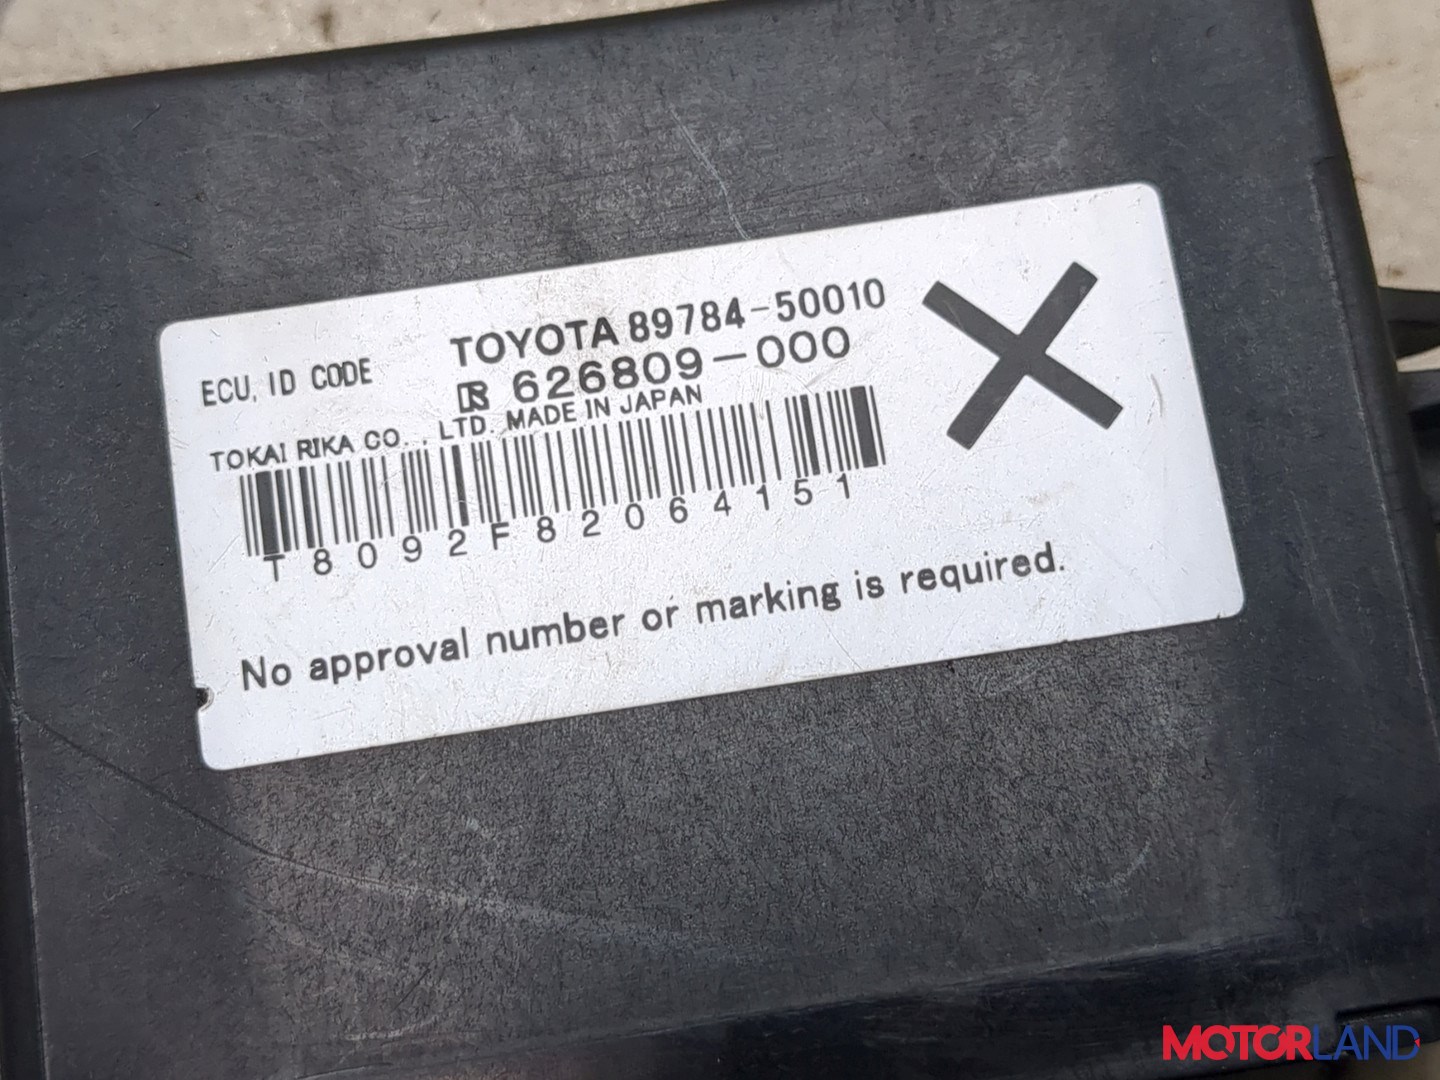 TOYOTA 89784-50010
ECU, ID CODE
626809-000
TOKAI RIKA CO., LTD. MADE IN JAPAN
T8092F82064151
No approval number or marking is required.
MOTORLAND